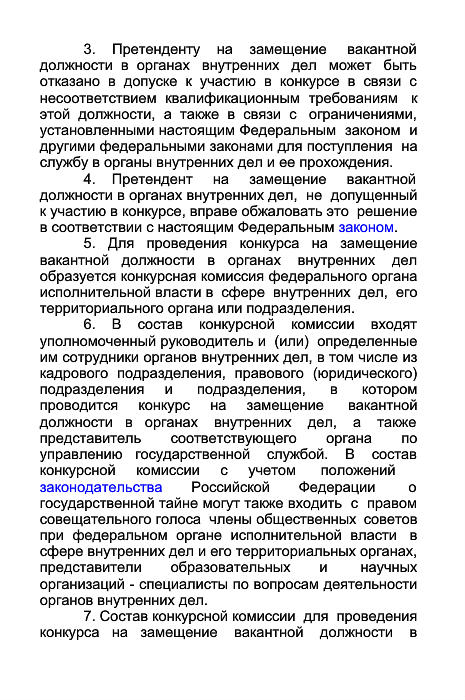 3. Претенденту на замещение вакантной
должности в органах внутренних дел может быть
отказано в допуске к участию в конкурсе в связи с
несоответствием квалификационным требованиям к
этой должности, а также в связи с ограничениями,
установленными настоящим Федеральным законом и
другими федеральными законами для поступления на
службу в органы внутренних дел и ее прохождения.
4. Претендент на замещение вакантной
должности в органах внутренних дел, не допущенный
к участию в конкурсе, вправе обжаловать это решение
в соответствии с настоящим Федеральным законом.
5. Для проведения конкурса на замещение
вакантной должности в органах внутренних дел
образуется конкурсная комиссия федерального органа
исполнительной власти в сфере внутренних дел, его
территориального органа или подразделения.
6. В состав конкурсной комиссии входят
уполномоченный руководитель и (или) определенные
им сотрудники органов внутренних дел, в том числе из
кадрового подразделения, правового (юридического)
подразделения и подразделения, в котором
проводится конкурс на замещение вакантной
должности в органах внутренних дел, а также
представитель соответствующего органа по
управлению государственной службой. В состав
конкурсной комиссии с учетом положений
законодательства Российской Федерации о
государственной тайне могут также входить с правом
совещательного голоса члены общественных советов
при федеральном органе исполнительной власти в
сфере внутренних дел и его территориальных органах,
представители образовательных и научных
организаций - специалисты по вопросам деятельности
органов внутренних дел.
7. Состав конкурсной комиссии для проведения
конкурса на замещение вакантной должности в